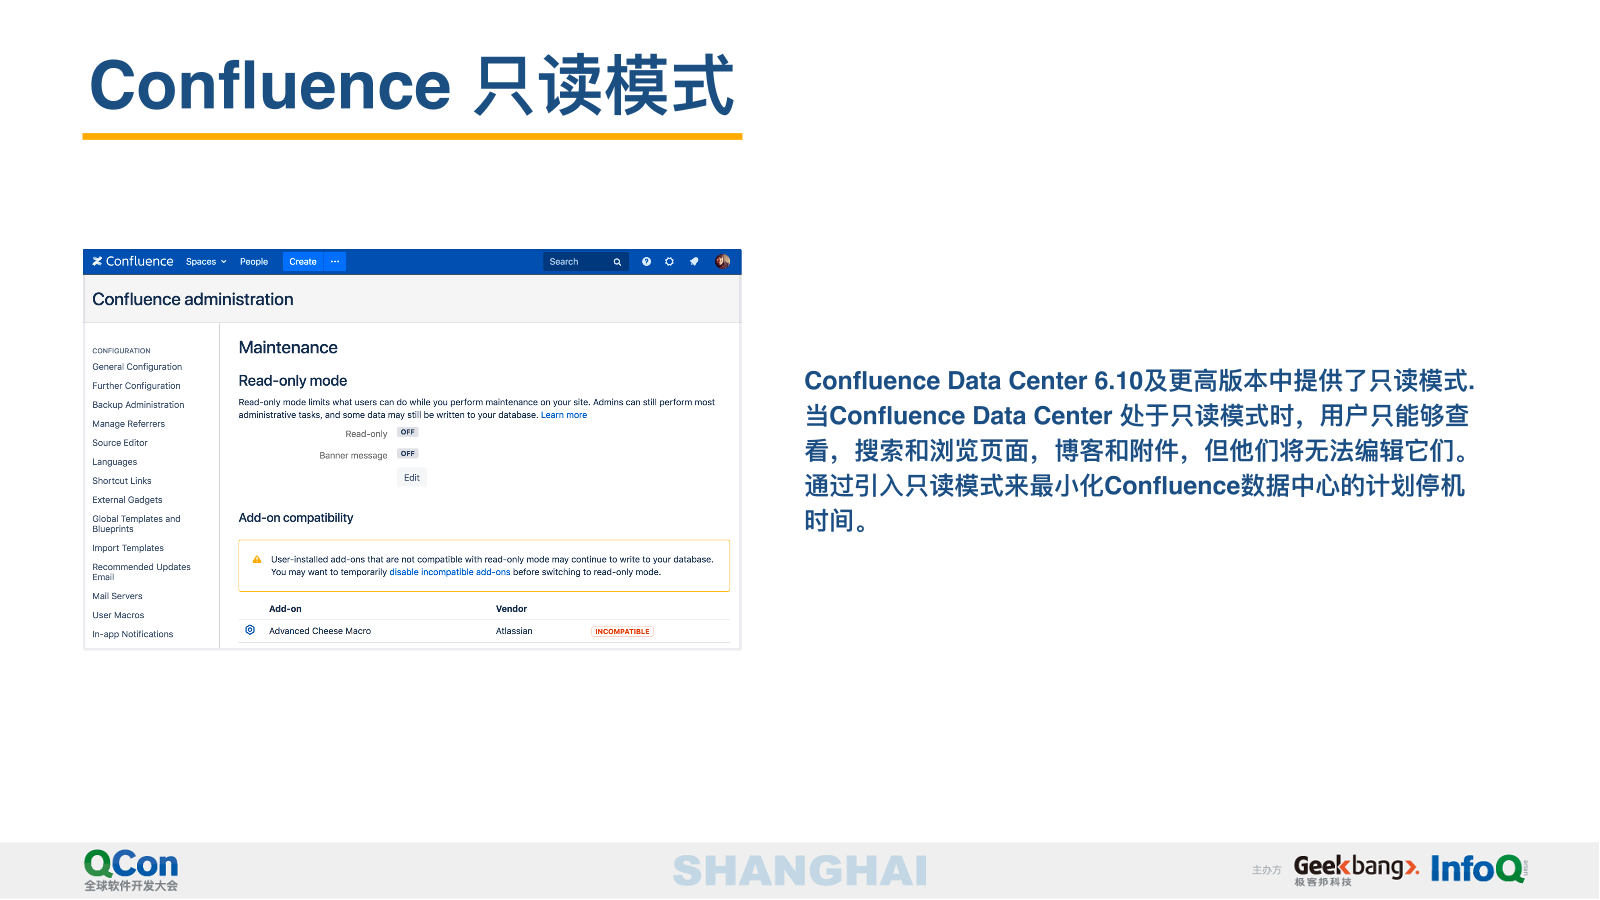 Confluence 只读模式
Confluence Spaces People Create ··· Search
Confluence administration
CONFIGURATION
General Configuration
Further Configuration
Backup Administration
Manage Referrers
Source Editor
Languages
Shortcut Links
External Gadgets
Global Templates and
Blueprints
Import Templates
Recommended Updates
Email
Mail Servers
User Macros
In-app Notifications
Maintenance
Read-only mode
Read-only mode limits what users can do while you perform maintenance on your site. Admins can still perform most
administrative tasks, and some data may still be written to your database. Learn more
Read-only OFF
Banner message OFF
Edit
Add-on compatibility
User-installed add-ons that are not compatible with read-only mode may continue to write to your database.
You may want to temporarily disable incompatible add-ons before switching to read-only mode.
Add-on Vendor
Advanced Cheese Macro Atlassian INCOMPATIBLE
Confluence Data Center 6.10及更高版本中提供了只读模式.
当Confluence Data Center 处于只读模式时，用户只能够查
看，搜索和浏览页面，博客和附件，但他们将无法编辑它们。
通过引入只读模式来最小化Confluence数据中心的计划停机
时间。
QCon
全球软件开发大会
SHANGHAI
主办方
Geekbang>.
极客邦科技
InfoQ